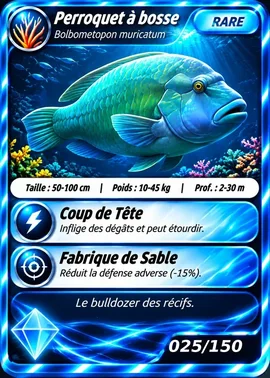 Perroquet à bosse
RARE
Bolbometopon muricatum
Taille : 50-100 cm | Poids : 10-45 kg | Prof. : 2-30 m
Coup de Tête
Inflige des dégâts et peut étourdir.
Fabrique de Sable
Réduit la défense adverse (-15%).
Le bulldozer des récifs.
025/150